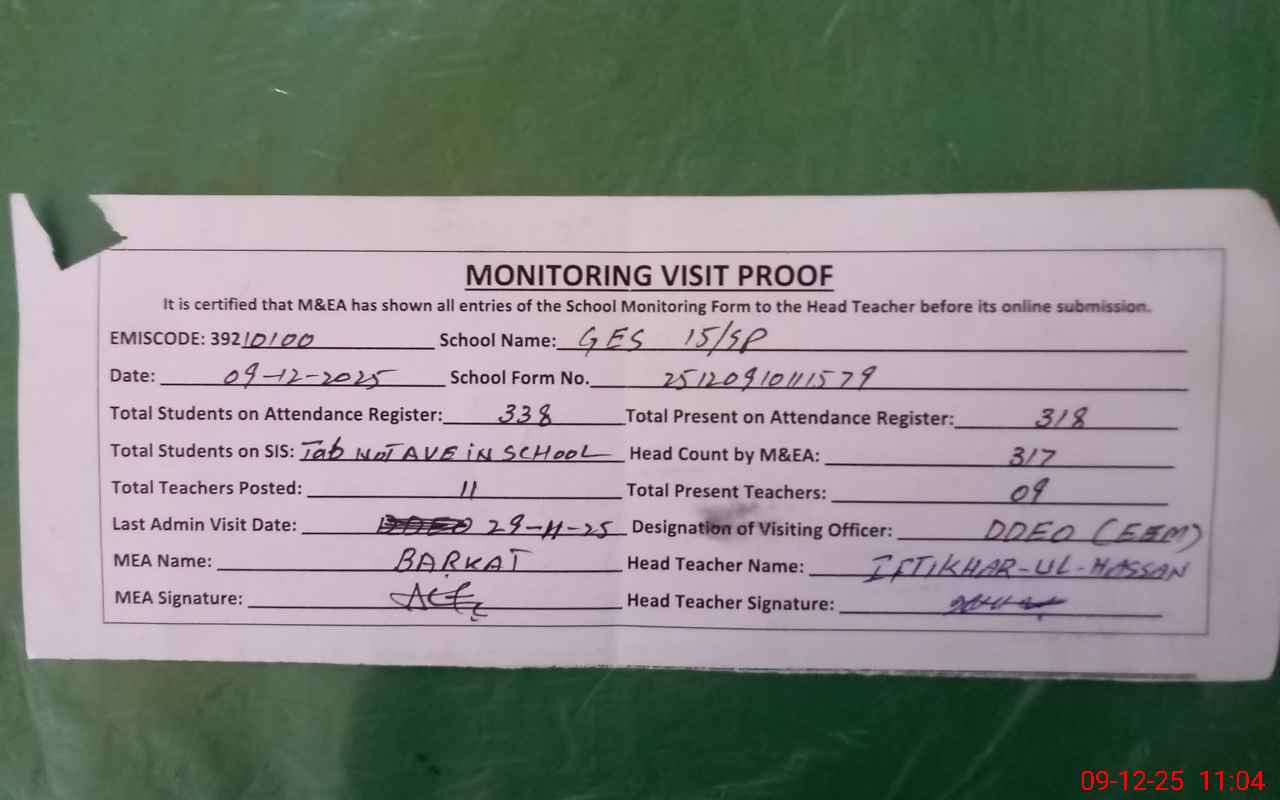 MONITORING VISIT PROOF
It is certified that M&EA has shown all entries of the School Monitoring Form to the Head Teacher before its online submission.
EMISCODE: 39210100 School Name: GES 15/SP
Date: 09-12-2025 School Form No. 25120910111579
Total Students on Attendance Register: 338 Total Present on Attendance Register: 318
Total Students on SIS: Tab NOT AVE iN SCHOOL Head Count by M&EA: 317
Total Teachers Posted: 11 Total Present Teachers: 09
Last Admin Visit Date: 29-11-25 Designation of Visiting Officer: DDEO (EEM)
MEA Name: BARKAT Head Teacher Name: IFTIKHAR-UL-HASSAN
MEA Signature: Head Teacher Signature:
09-12-25 11:04